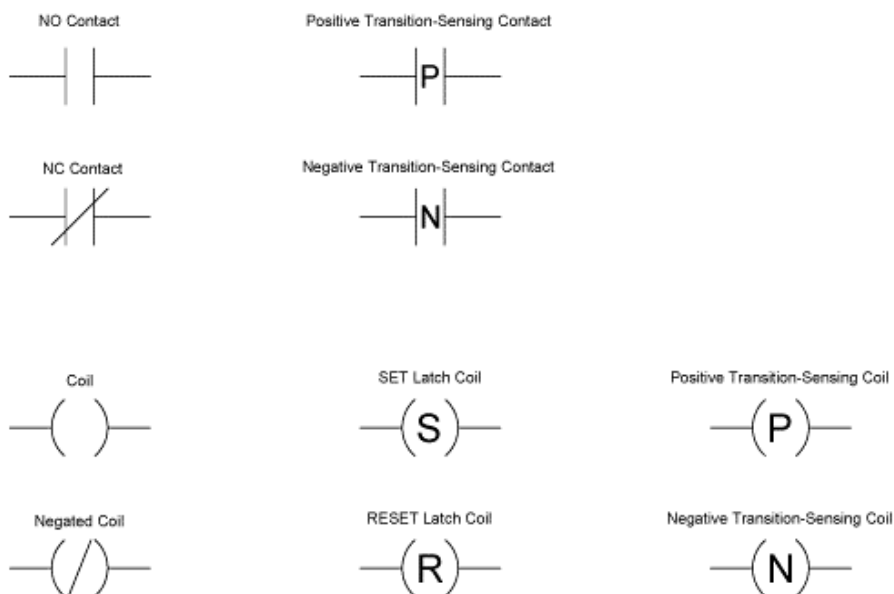 NO Contact
Positive Transition-Sensing Contact
P
NC Contact
Negative Transition-Sensing Contact
N
Coil
SET Latch Coil
Positive Transition-Sensing Coil
S
P
Negated Coil
RESET Latch Coil
Negative Transition-Sensing Coil
R
N